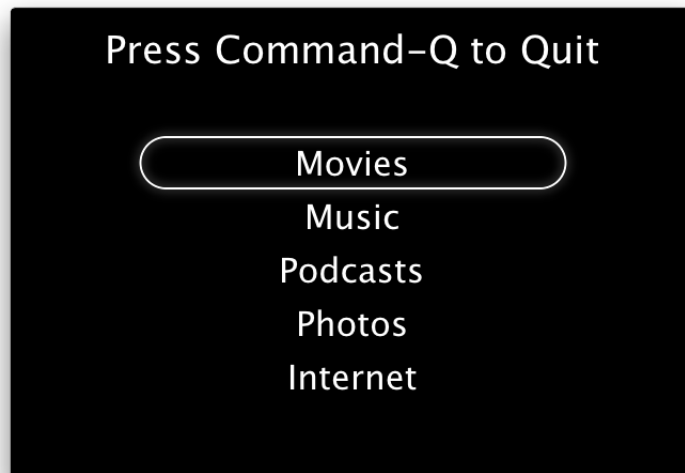 Press Command–Q to Quit
Movies
Music
Podcasts
Photos
Internet